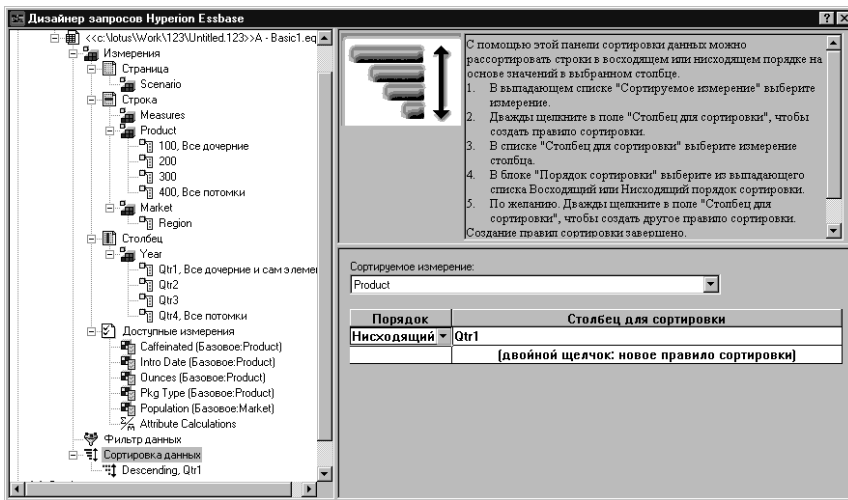 Дизайнер запросов Hyperion Essbase
<<c:\lotus\Work\123\Untitled.123>>A - Basic1.eq
Измерения
Страница
Scenario
Строка
Measures
Product
100, Все дочерние
200
300
400, Все потомки
Market
Region
Столбец
Year
Qtr1, Все дочерние и сам элемен
Qtr2
Qtr3
Qtr4, Все потомки
Доступные измерения
Caffeinated (Базовое:Product)
Intro Date (Базовое:Product)
Ounces (Базовое:Product)
Pkg Type (Базовое:Product)
Population (Базовое:Market)
Attribute Calculations
Фильтр данных
Сортировка данных
Descending, Qtr1
С помощью этой панели сортировки данных можно
рассортировать строки в восходящем или нисходящем порядке на
основе значений в выбранном столбце.
1. В выпадающем списке "Сортируемое измерение" выберите
измерение.
2. Дважды щелкните в поле "Столбец для сортировки", чтобы
создать правило сортировки.
3. В списке "Столбец для сортировки" выберите измерение
столбца.
4. В блоке "Порядок сортировки" выберите из выпадающего
списка Восходящий или Нисходящий порядок сортировки.
5. По желанию. Дважды щелкните в поле "Столбец для
сортировки", чтобы создать другое правило сортировки.
Создание правил сортировки завершено.
Сортируемое измерение:
Product
Порядок Столбец для сортировки
Нисходящий Qtr1
(двойной щелчок: новое правило сортировки)